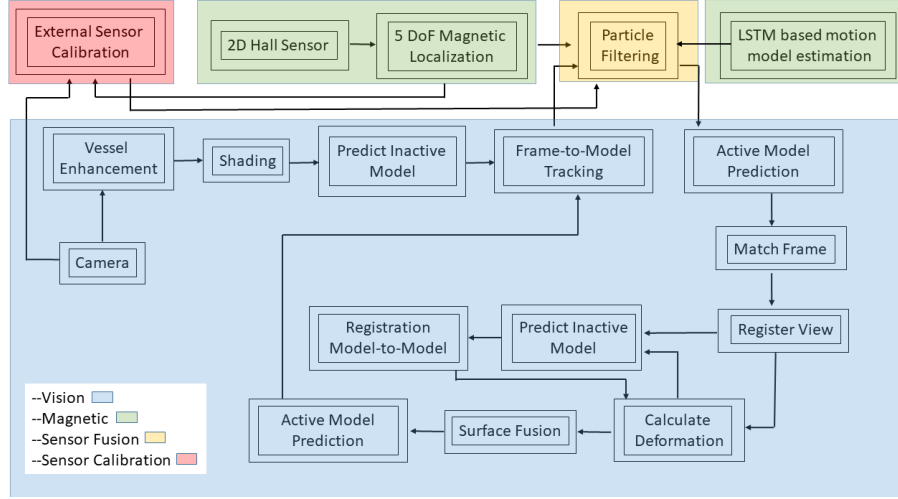 External Sensor
Calibration
2D Hall Sensor
5 DoF Magnetic
Localization
Particle
Filtering
LSTM based motion
model estimation
Vessel
Enhancement
Shading
Predict Inactive
Model
Frame-to-Model
Tracking
Active Model
Prediction
Camera
Match Frame
Registration
Model-to-Model
Predict Inactive
Model
Register View
Active Model
Prediction
Surface Fusion
Calculate
Deformation
--Vision
--Magnetic
--Sensor Fusion
--Sensor Calibration